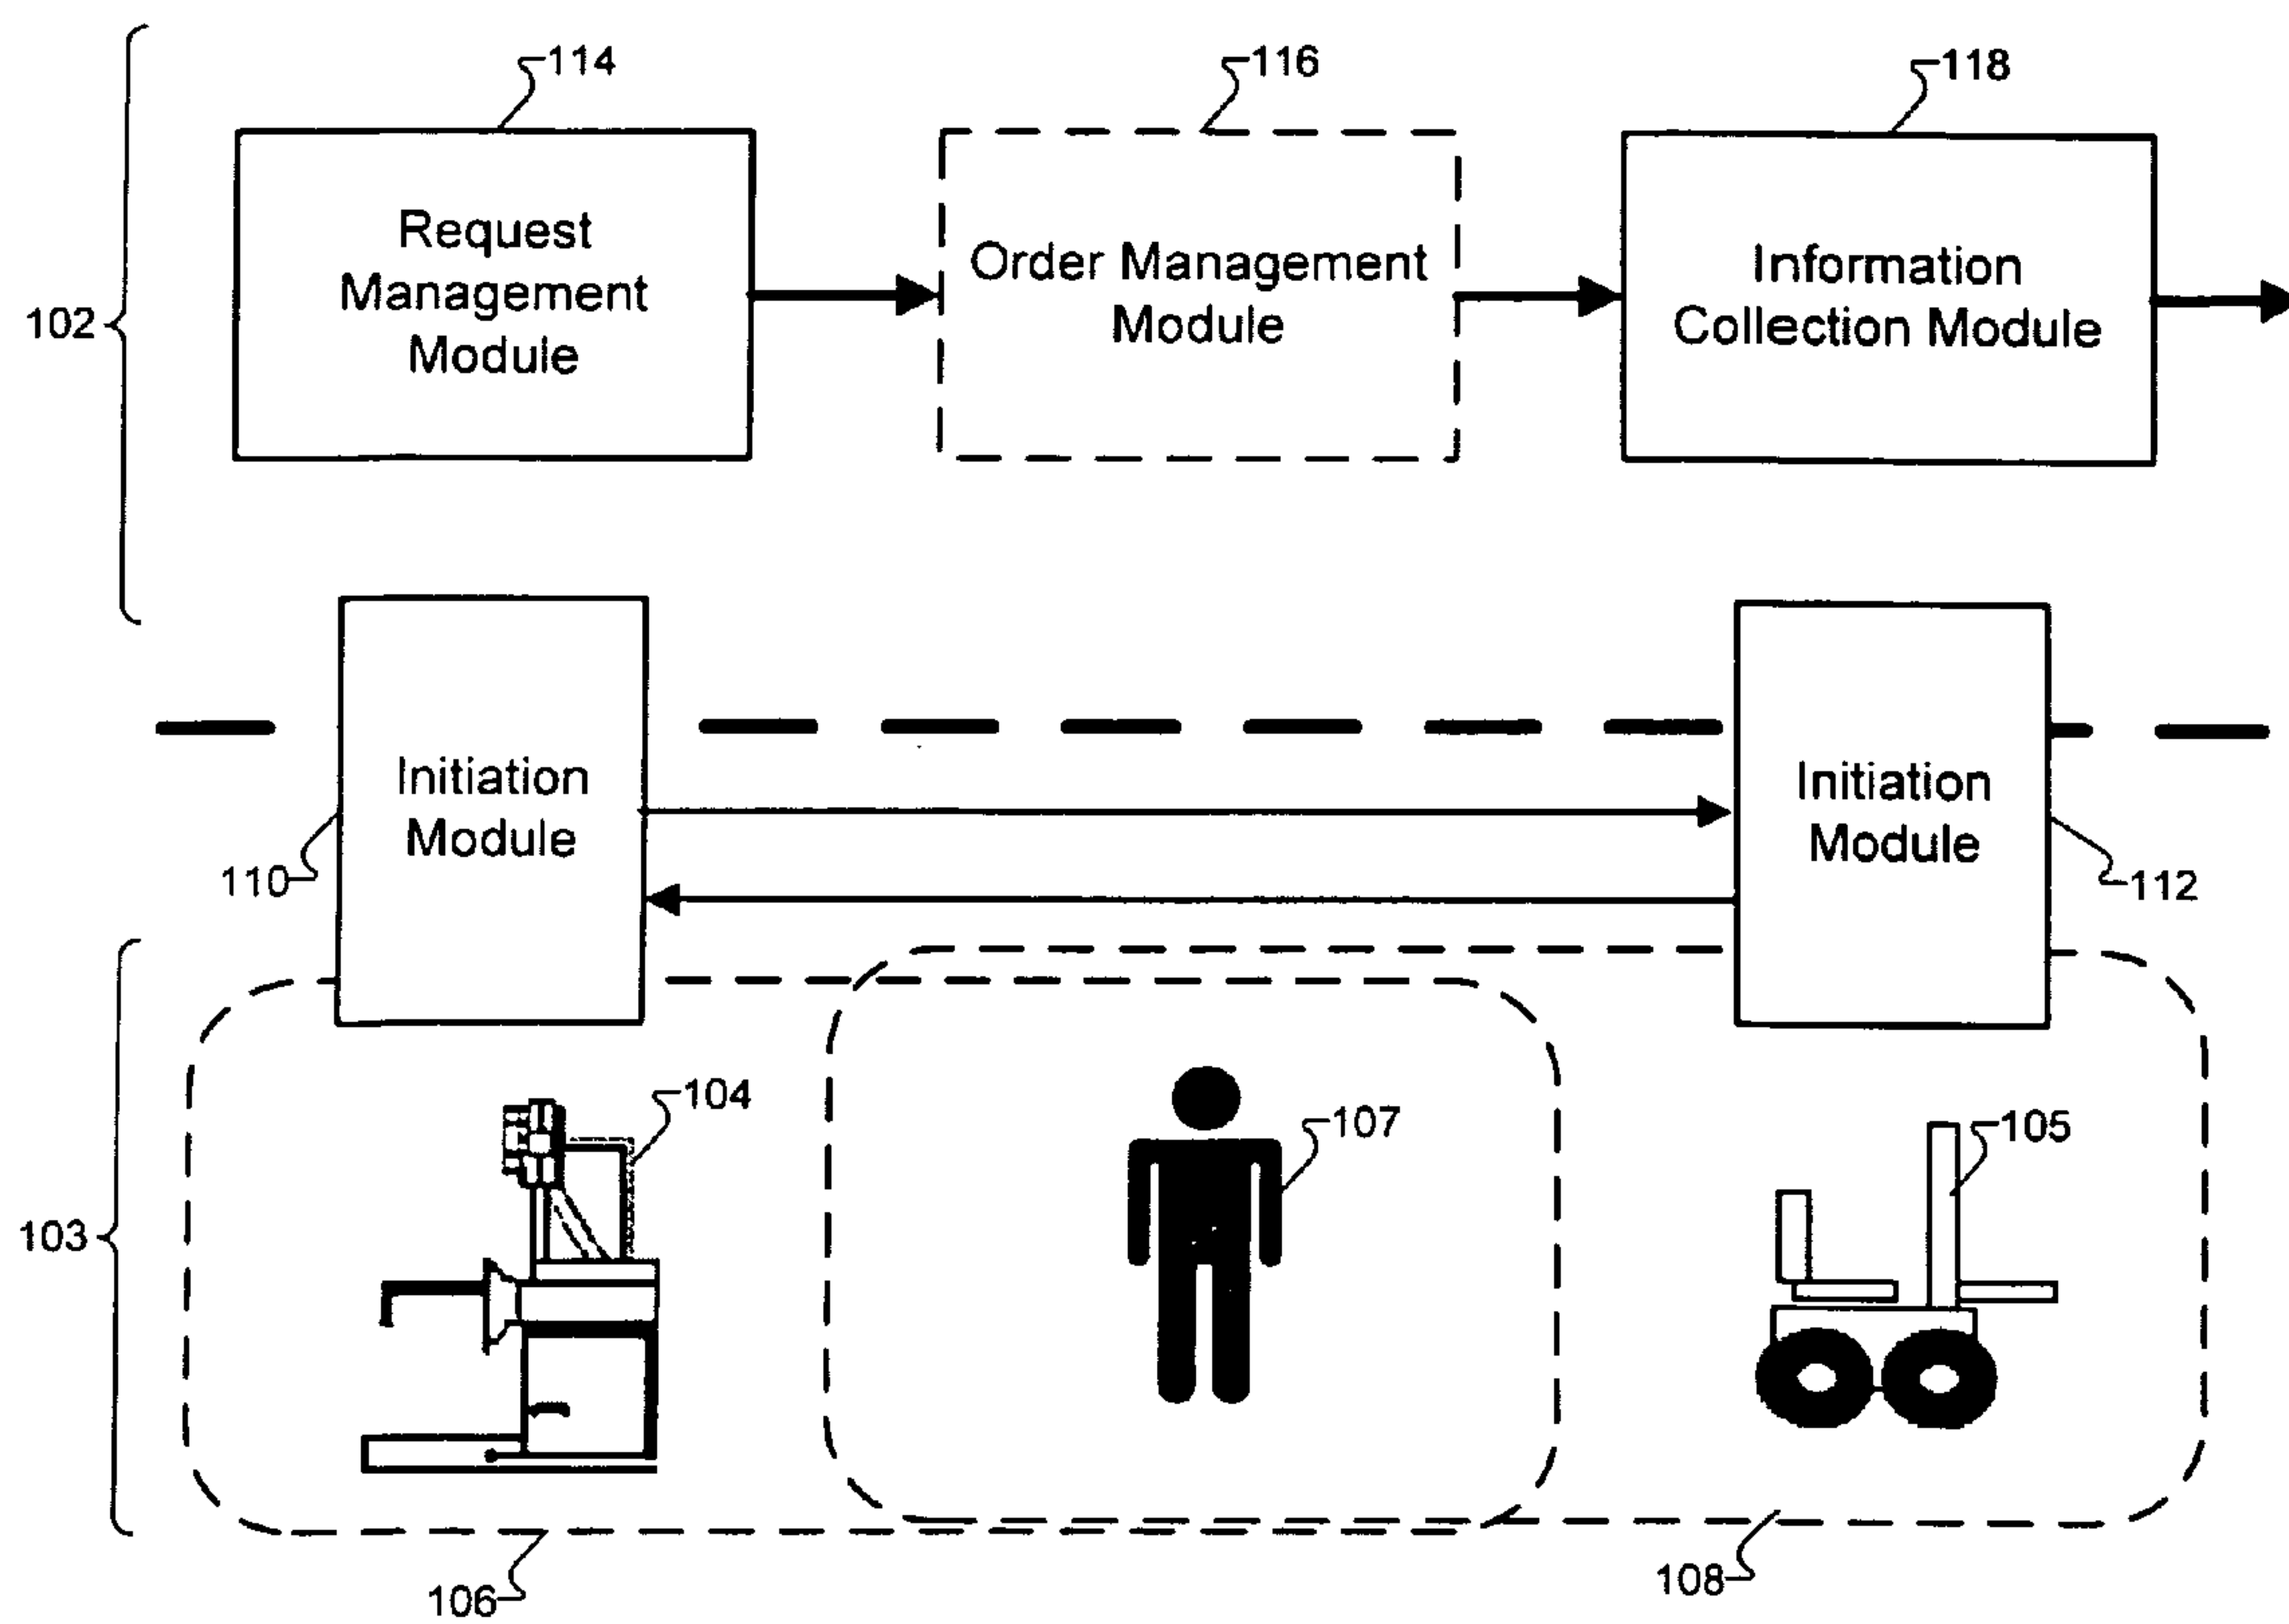 114
116
118
Request
Management
Module
Order Management
Module
Information
Collection Module
102
Initiation
Module
Initiation
Module
110
112
104
107
105
103
106
108